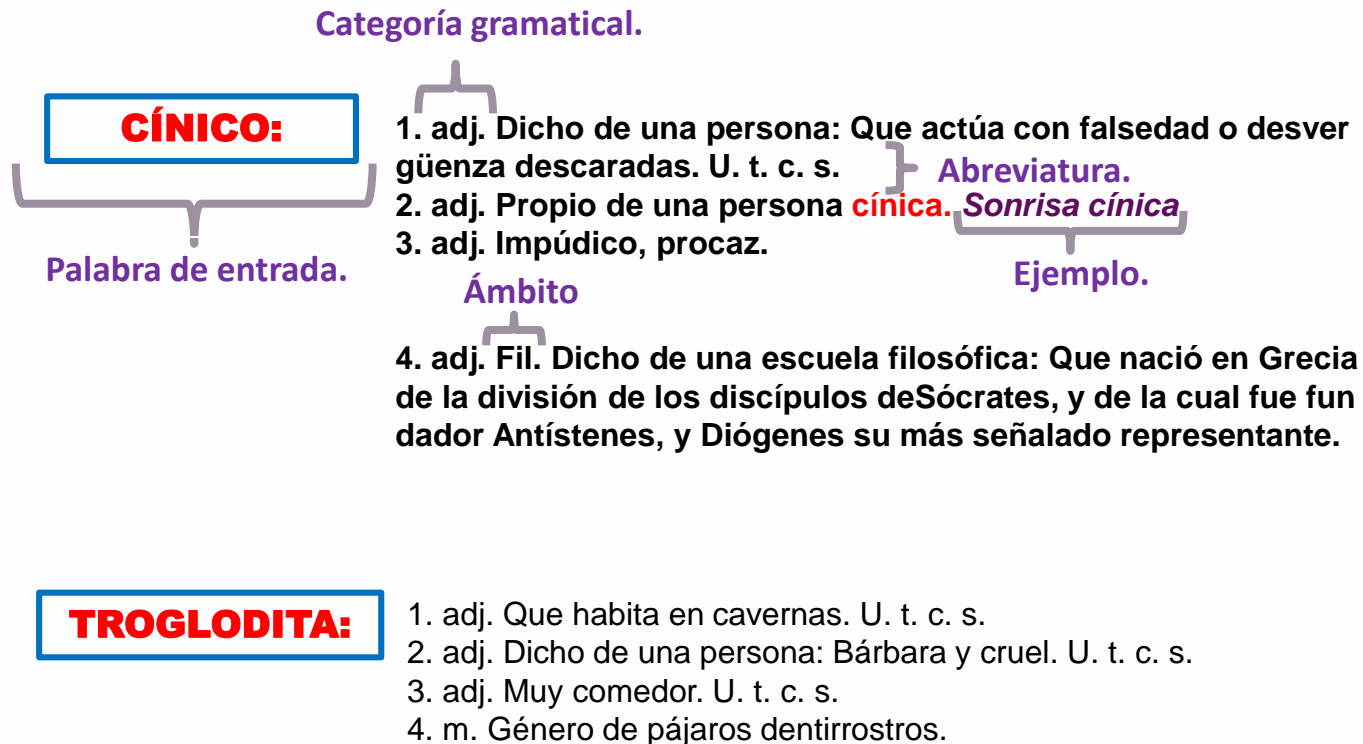 Categoría gramatical.
CÍNICO:
1. adj. Dicho de una persona: Que actúa con falsedad o desver
güenza descaradas. U. t. c. s.
Abreviatura.
2. adj. Propio de una persona cínica. Sonrisa cínica
3. adj. Impúdico, procaz.
Palabra de entrada.
Ejemplo.
Ámbito
4. adj. Fil. Dicho de una escuela filosófica: Que nació en Grecia
de la división de los discípulos deSócrates, y de la cual fue fun
dador Antístenes, y Diógenes su más señalado representante.
TROGLODITA:
1. adj. Que habita en cavernas. U. t. c. s.
2. adj. Dicho de una persona: Bárbara y cruel. U. t. c. s.
3. adj. Muy comedor. U. t. c. s.
4. m. Género de pájaros dentirrostros.